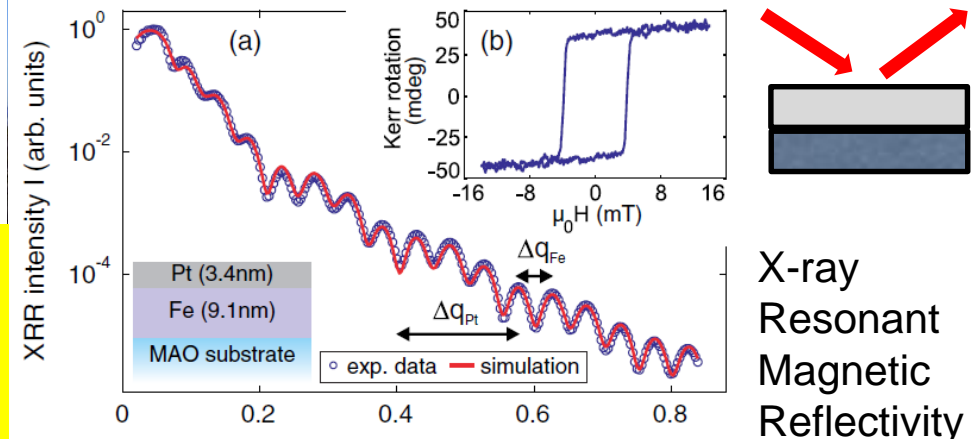 XRR intensity I (arb. units)
10⁰
10⁻²
10⁻⁴
(a)
Pt (3.4nm)
Fe (9.1nm)
MAO substrate
Δq_Pt
Δq_Fe
exp. data
simulation
0
0.2
0.4
0.6
0.8
(b)
Kerr rotation
(mdeg)
50
25
0
-25
-50
-16
-8
0
8
16
μ₀H (mT)
X-ray
Resonant
Magnetic
Reflectivity